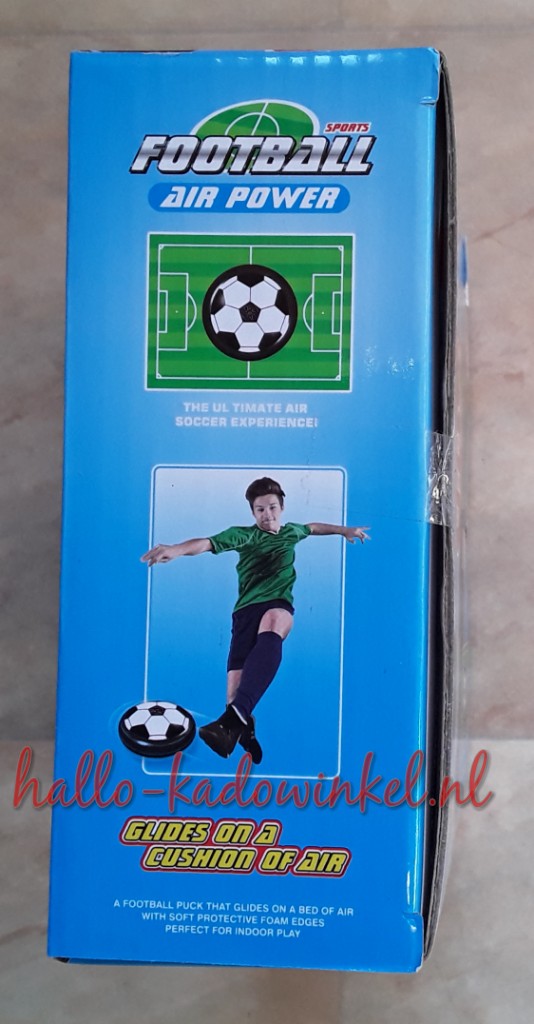 SPORTS
FOOTBALL
AIR POWER
THE UL TIMATE AIR
SOCCER EXPERIENCE!
hallo-kadowinkel.nl
GLIDES ON A
CUSHION OF AIR
A FOOTBALL PUCK THAT GLIDES ON A BED OF AIR
WITH SOFT PROTECTIVE FOAM EDGES
PERFECT FOR INDOOR PLAY